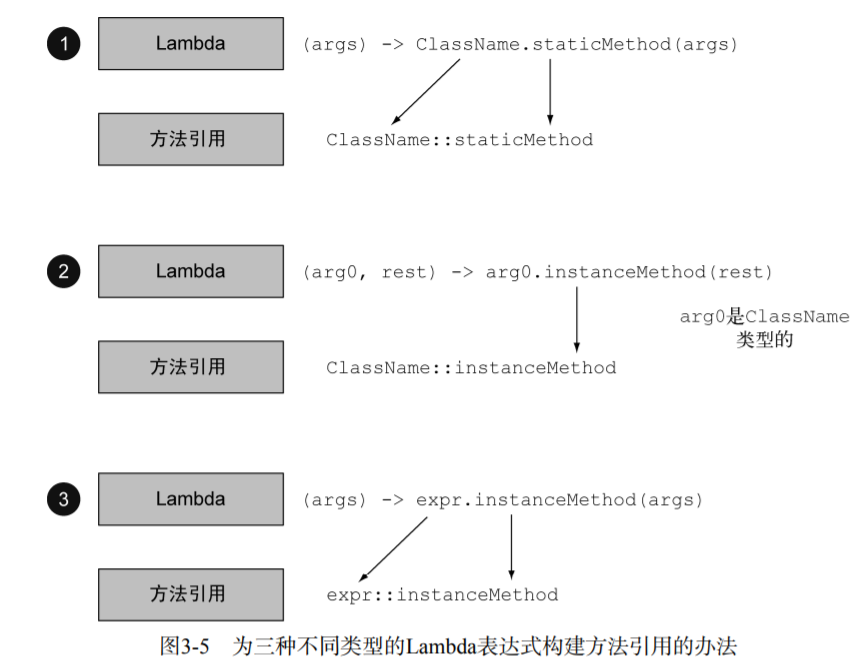 1 Lambda (args) -> ClassName.staticMethod(args)
方法引用 ClassName::staticMethod
2 Lambda (arg0, rest) -> arg0.instanceMethod(rest)
arg0是ClassName
类型的
方法引用 ClassName::instanceMethod
3 Lambda (args) -> expr.instanceMethod(args)
方法引用 expr::instanceMethod
图3-5 为三种不同类型的Lambda表达式构建方法引用的办法